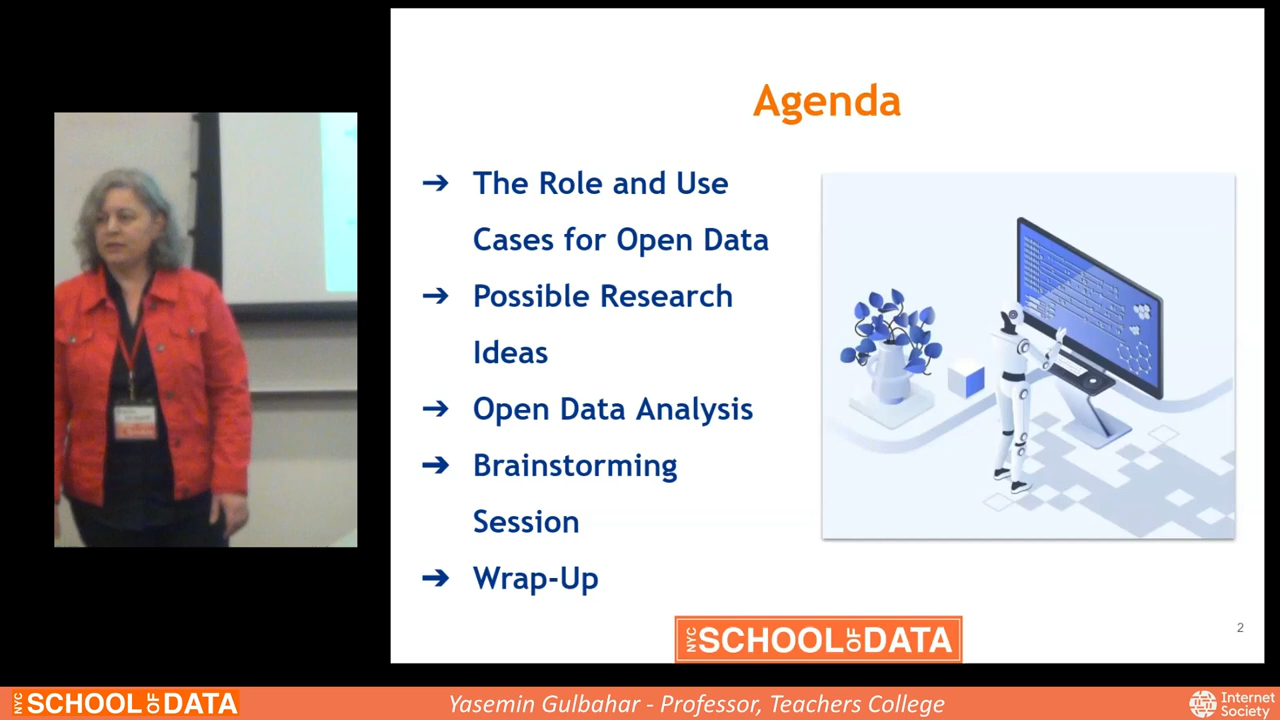 Agenda
➔ The Role and Use
Cases for Open Data
➔ Possible Research
Ideas
➔ Open Data Analysis
➔ Brainstorming
Session
➔ Wrap-Up
NYC SCHOOL OF DATA
2
NYC SCHOOL OF DATA
Yasemin Gulbahar - Professor, Teachers College
Internet
Society